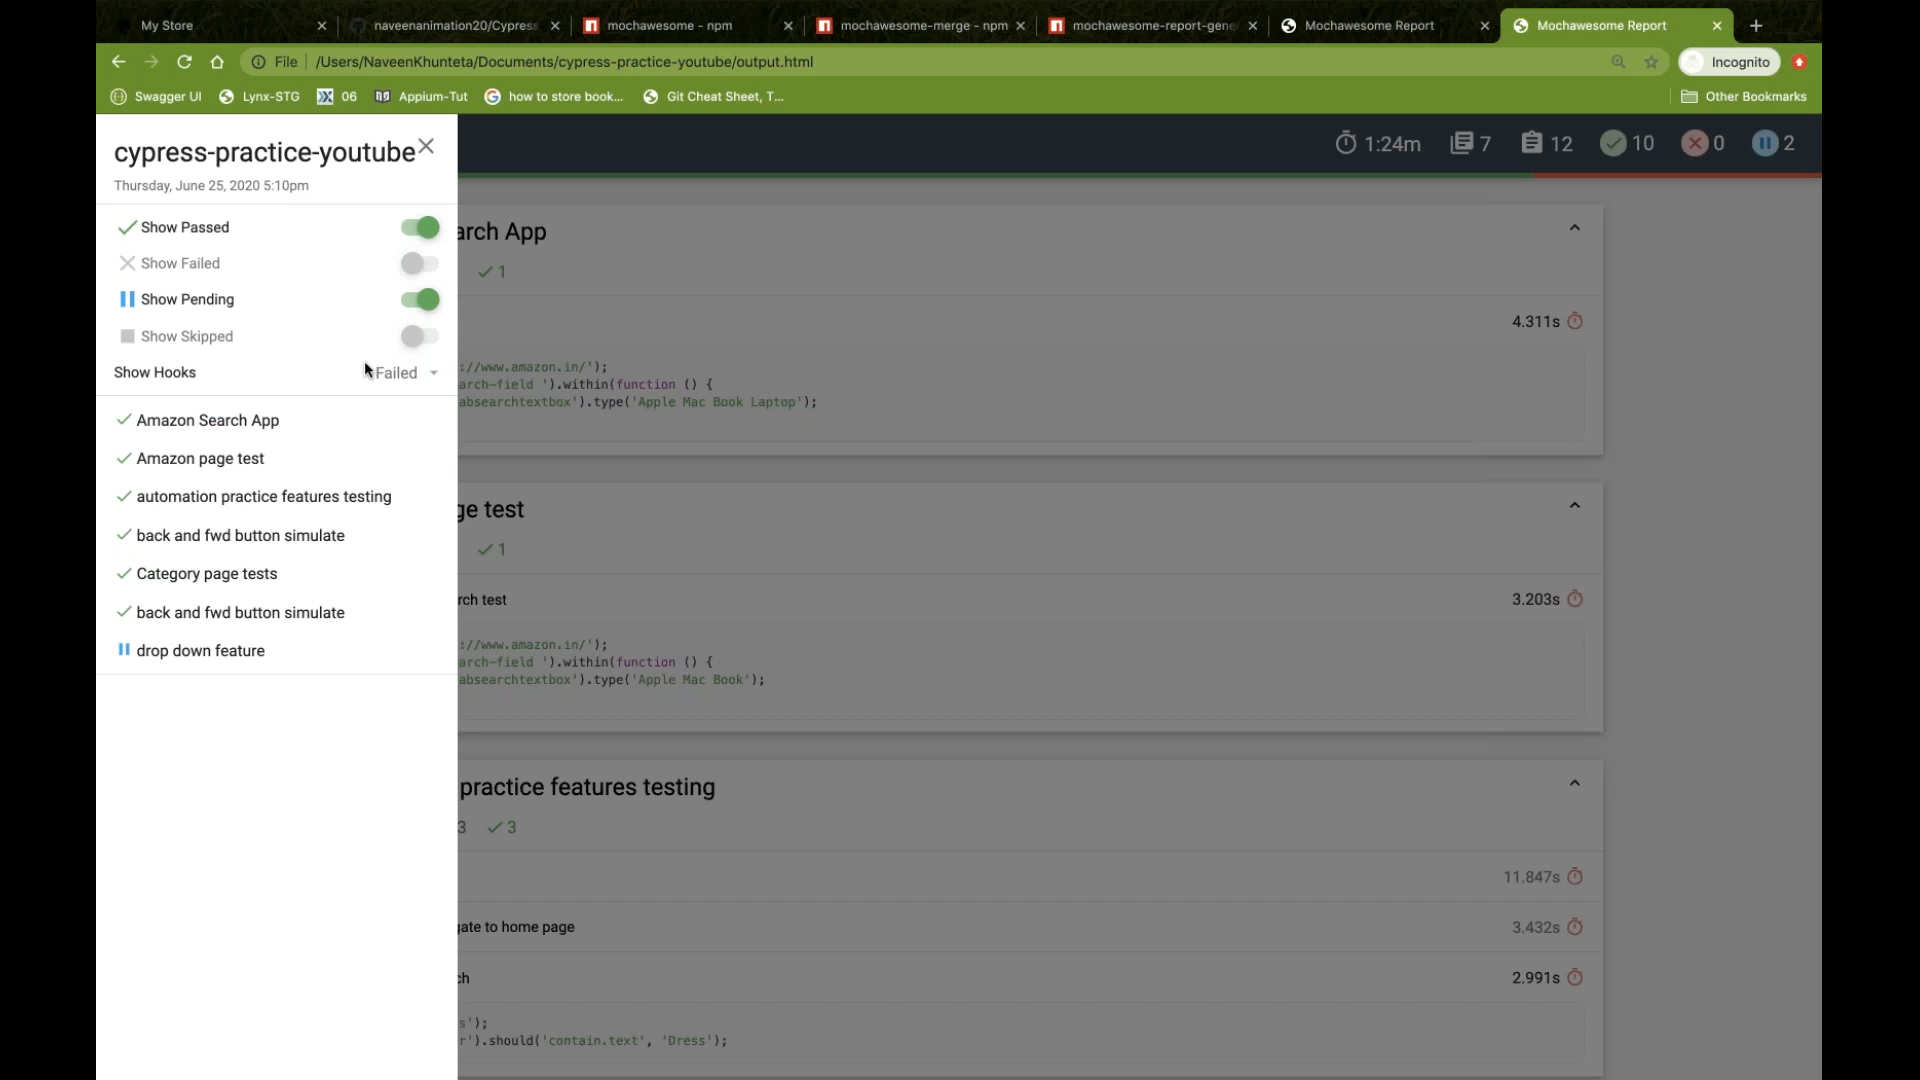 My Store
naveenanimation20/Cypress
mochawesome - npm
mochawesome-merge - npm
mochawesome-report-gene
Mochawesome Report
Mochawesome Report
File
/Users/NaveenKhunteta/Documents/cypress-practice-youtube/output.html
Incognito
Swagger UI
Lynx-STG
06
Appium-Tut
how to store book...
Git Cheat Sheet, T...
Other Bookmarks
cypress-practice-youtube
Thursday, June 25, 2020 5:10pm
1:24m
7
12
10
0
2
Show Passed
Show Failed
Show Pending
Show Skipped
Show Hooks
Failed
Amazon Search App
Amazon page test
automation practice features testing
back and fwd button simulate
Category page tests
back and fwd button simulate
drop down feature
arch App
1
4.311s
://www.amazon.in/');
arch-field ').within(function () {
absearchtextbox').type('Apple Mac Book Laptop');
ge test
1
rch test
3.203s
://www.amazon.in/');
arch-field ').within(function () {
absearchtextbox').type('Apple Mac Book');
practice features testing
3
3
11.847s
gate to home page
3.432s
ch
2.991s
s');
r').should('contain.text', 'Dress');